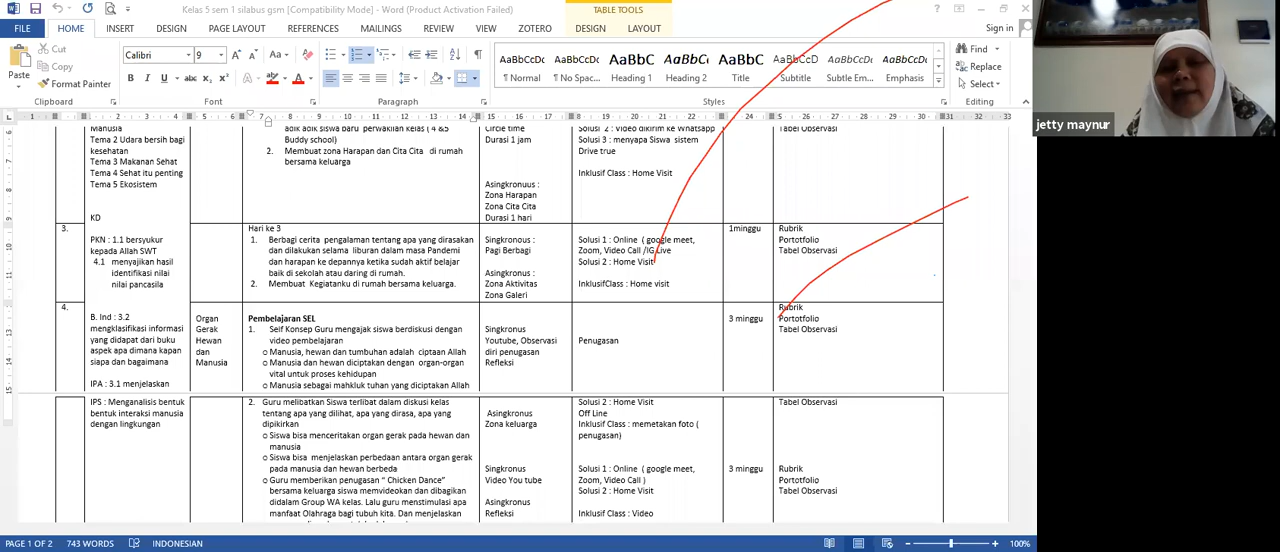 Kelas 5 sem 1 silabus gsm [Compatibility Mode] - Word (Product Activation Failed)
TABLE TOOLS
FILE HOME INSERT DESIGN PAGE LAYOUT REFERENCES MAILINGS REVIEW VIEW ZOTERO DESIGN LAYOUT Sign in
Paste
Cut
Copy
Format Painter
Clipboard
Calibri 9
Font
Paragraph
AaBbCcDc AaBbCcDc AaBbC AaBbCc AaBbC AaBbCcD AaBbCcDc AaBbCcDc
¶ Normal ¶ No Spac... Heading 1 Heading 2 Title Subtitle Subtle Em... Emphasis
Styles
Find
Replace
Select
Editing
jetty maynur
Manusia
Tema 2 Udara bersih bagi
kesehatan
Tema 3 Makanan Sehat
Tema 4 Sehat itu penting
Tema 5 Ekosistem
KD
adik adik siswa baru perwakilan kelas ( 4 &5
Buddy school)
2. Membuat zona Harapan dan Cita Cita di rumah
bersama keluarga
Circle time
Durasi 1 jam
Asingkronuus :
Zona Harapan
Zona Cita Cita
Durasi 1 hari
Solusi 2 : Video dikirim ke Whatsapp
Solusi 3 : menyapa Siswa sistem
Drive true
Inklusif Class : Home Visit
Tabel Observasi
3.
PKN : 1.1 bersyukur
kepada Allah SWT
4.1 menyajikan hasil
identifikasi nilai
nilai pancasila
Hari ke 3
1. Berbagi cerita pengalaman tentang apa yang dirasakan
dan dilakukan selama liburan dalam masa Pandemi
dan harapan ke depannya ketika sudah aktif belajar
baik di sekolah atau daring di rumah.
2. Membuat Kegiatanku di rumah bersama keluarga.
Singkronous :
Pagi Berbagi
Asingkronus :
Zona Aktivitas
Zona Galeri
Solusi 1 : Online ( google meet,
Zoom, Video Call /IG Live
Solusi 2 : Home Visit
InklusifClass : Home visit
1minggu
Rubrik
Portotfolio
Tabel Observasi
4.
B. Ind : 3.2
mengklasifikasi informasi
yang didapat dari buku
aspek apa dimana kapan
siapa dan bagaimana
IPA : 3.1 menjelaskan
Organ
Gerak
Hewan
dan
Manusia
Pembelajaran SEL
1. Self Konsep Guru mengajak siswa berdiskusi dengan
video pembelajaran
o Manusia, hewan dan tumbuhan adalah ciptaan Allah
o Manusia dan hewan diciptakan dengan organ-organ
vital untuk proses kehidupan
o Manusia sebagai mahkluk tuhan yang diciptakan Allah
Singkronus
Youtube, Observasi
diri penugasan
Refleksi
Penugasan
3 minggu
Rubrik
Portotfolio
Tabel Observasi
IPS : Menganalisis bentuk
bentuk interaksi manusia
dengan lingkungan
2. Guru melibatkan Siswa terlibat dalam diskusi kelas
tentang apa yang dilihat, apa yang dirasa, apa yang
dipikirkan
o Siswa bisa menceritakan organ gerak pada hewan dan
manusia
o Siswa bisa menjelaskan perbedaan antara organ gerak
pada manusia dan hewan berbeda
o Guru memberikan penugasan " Chicken Dance"
bersama keluarga siswa memvideokan dan dibagikan
didalam Group WA kelas. Lalu guru menstimulasi apa
manfaat Olahraga bagi tubuh kita. Dan menjelaskan
Asingkronus
Zona keluarga
Singkronus
Video You tube
Asingkronus
Refleksi
Solusi 2 : Home Visit
Off Line
Inklusif Class : memetakan foto (
penugasan)
Solusi 1 : Online ( google meet,
Zoom, Video Call )
Solusi 2 : Home Visit
Inklusif Class : Video
3 minggu
Tabel Observasi
Rubrik
Portotfolio
Tabel Observasi
PAGE 1 OF 2 743 WORDS INDONESIAN 100%